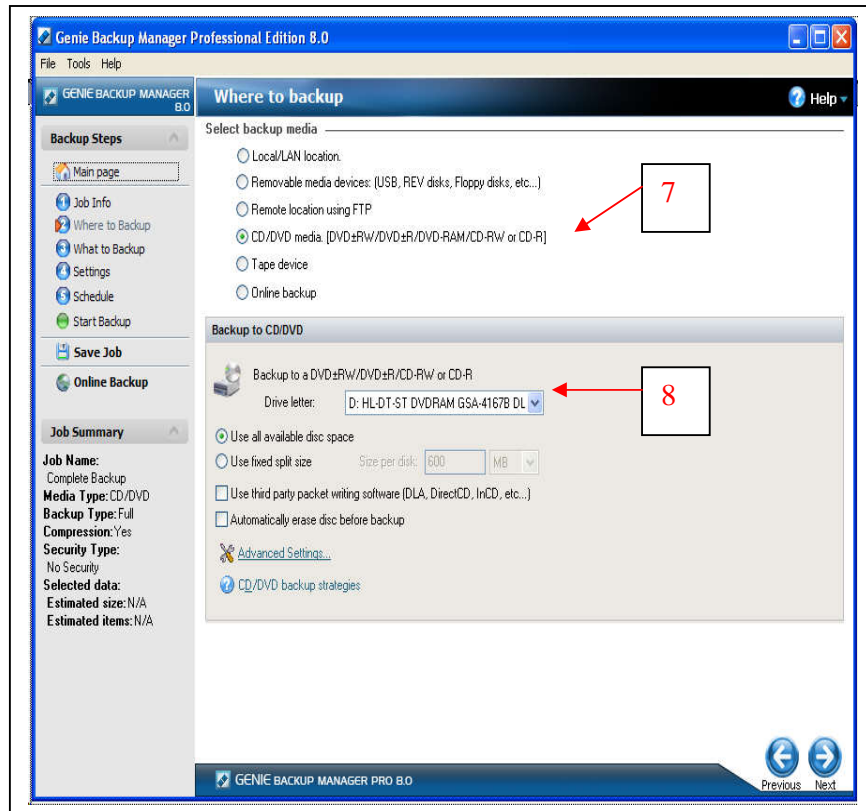 Genie Backup Manager Professional Edition 8.0
File Tools Help
GENIE BACKUP MANAGER
8.0
Where to backup
Help
Backup Steps
Main page
1 Job Info
2 Where to Backup
3 What to Backup
4 Settings
5 Schedule
Start Backup
Save Job
Online Backup
Job Summary
Job Name:
Complete Backup
Media Type: CD/DVD
Backup Type: Full
Compression: Yes
Security Type:
No Security
Selected data:
Estimated size: N/A
Estimated items: N/A
Select backup media
Local/LAN location.
Removable media devices: (USB, REV disks, Floppy disks, etc...)
Remote location using FTP
CD/DVD media. [DVD±RW/DVD±R/DVD-RAM/CD-RW or CD-R]
Tape device
Online backup
7
Backup to CD/DVD
Backup to a DVD±RW/DVD±R/CD-RW or CD-R
Drive letter: D: HL-DT-ST DVDRAM GSA-4167B DL
8
Use all available disc space
Use fixed split size Size per disk: 600 MB
Use third party packet writing software (DLA, DirectCD, InCD, etc...)
Automatically erase disc before backup
Advanced Settings...
CD/DVD backup strategies
GENIE BACKUP MANAGER PRO 8.0
Previous Next